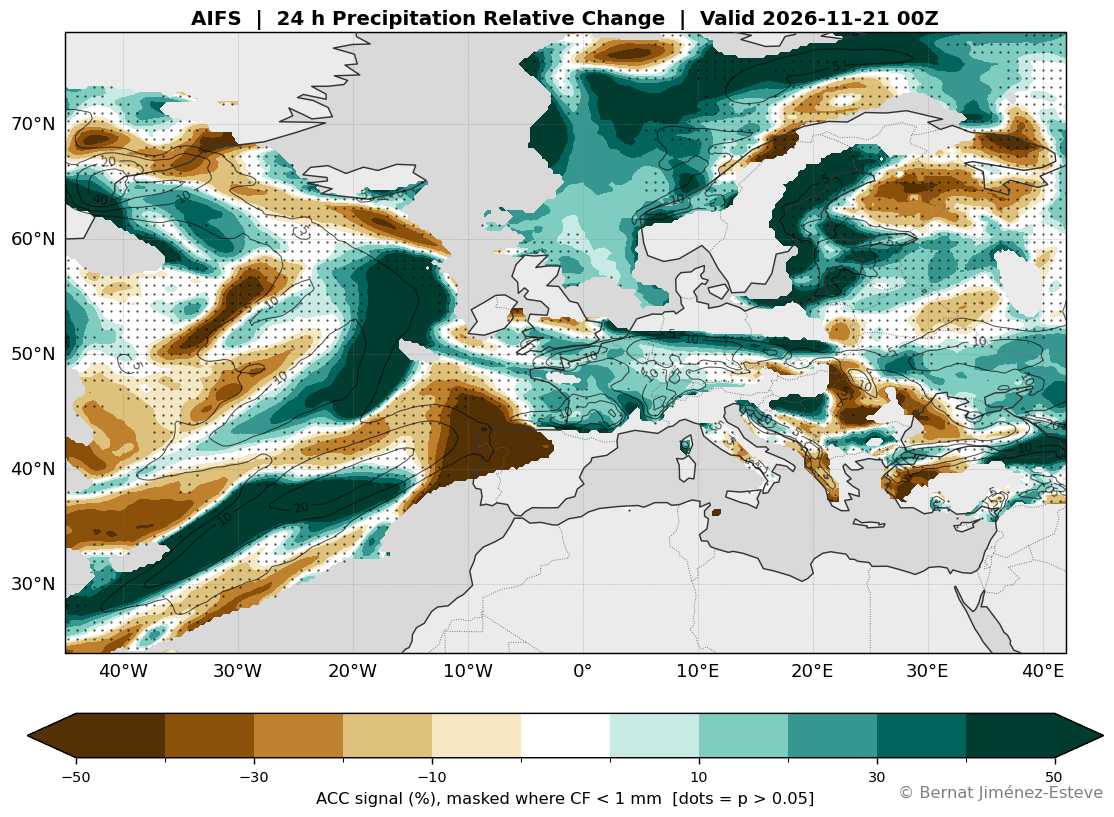 AIFS | 24 h Precipitation Relative Change | Valid 2026-11-21 00Z
70°N
60°N
50°N
40°N
30°N
40°W 30°W 20°W 10°W 0° 10°E 20°E 30°E 40°E
−50 −30 −10 10 30 50
ACC signal (%), masked where CF < 1 mm [dots = p > 0.05]
© Bernat Jiménez-Esteve